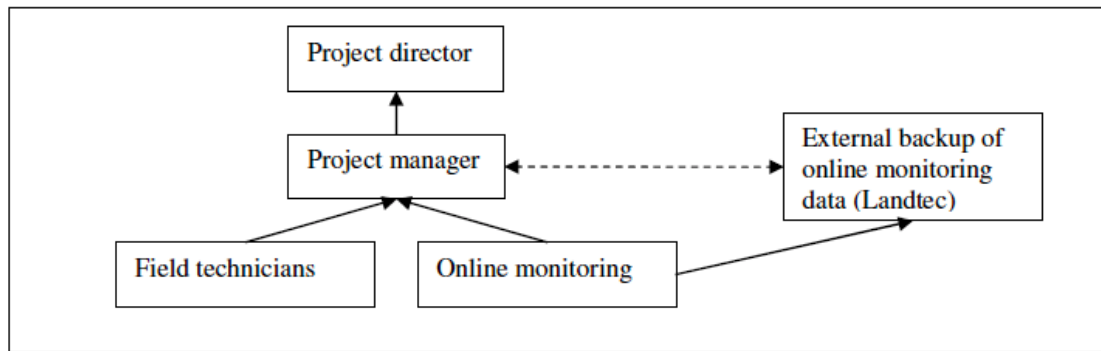 Project director
Project manager
External backup of
online monitoring
data (Landtec)
Field technicians
Online monitoring